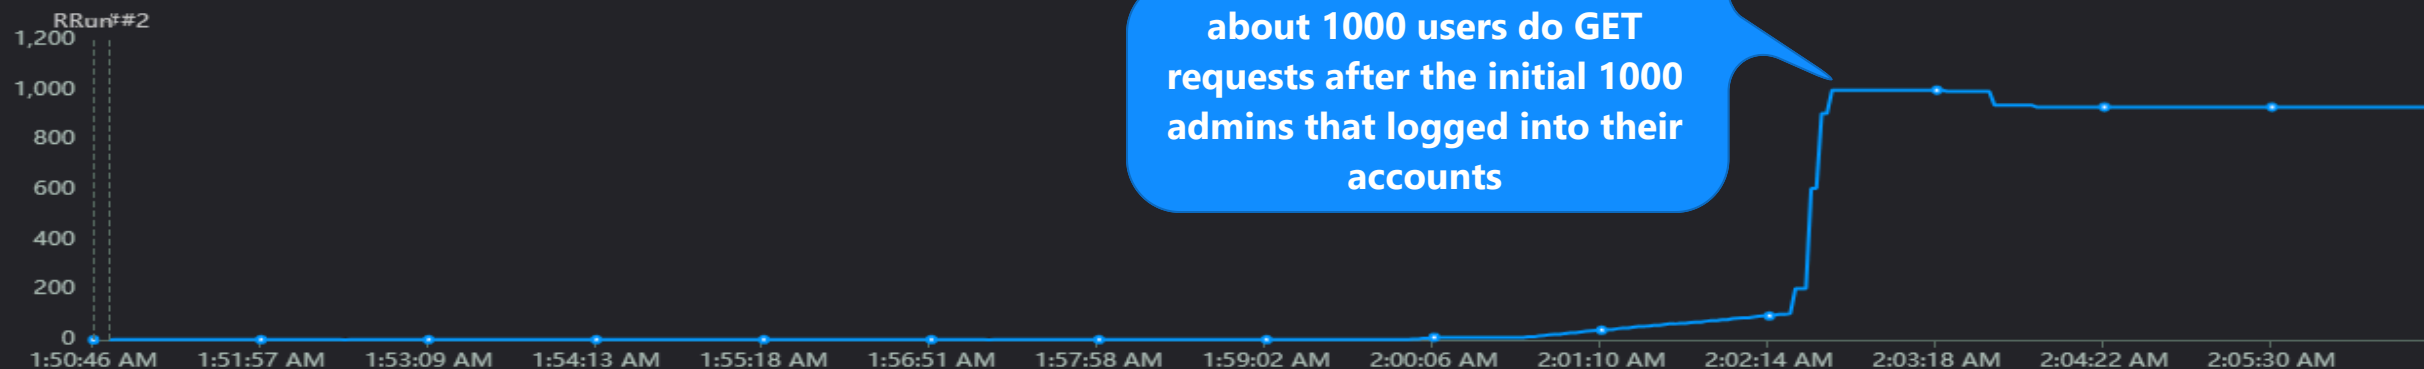 #2
about 1000 users do GET
requests after the initial 1000
admins that logged into their
accounts
1,200
1,000
800
600
400
200
0
1:50:46 AM 1:51:57 AM 1:53:09 AM 1:54:13 AM 1:55:18 AM 1:56:51 AM 1:57:58 AM 1:59:02 AM 2:00:06 AM 2:01:10 AM 2:02:14 AM 2:03:18 AM 2:04:22 AM 2:05:30 AM